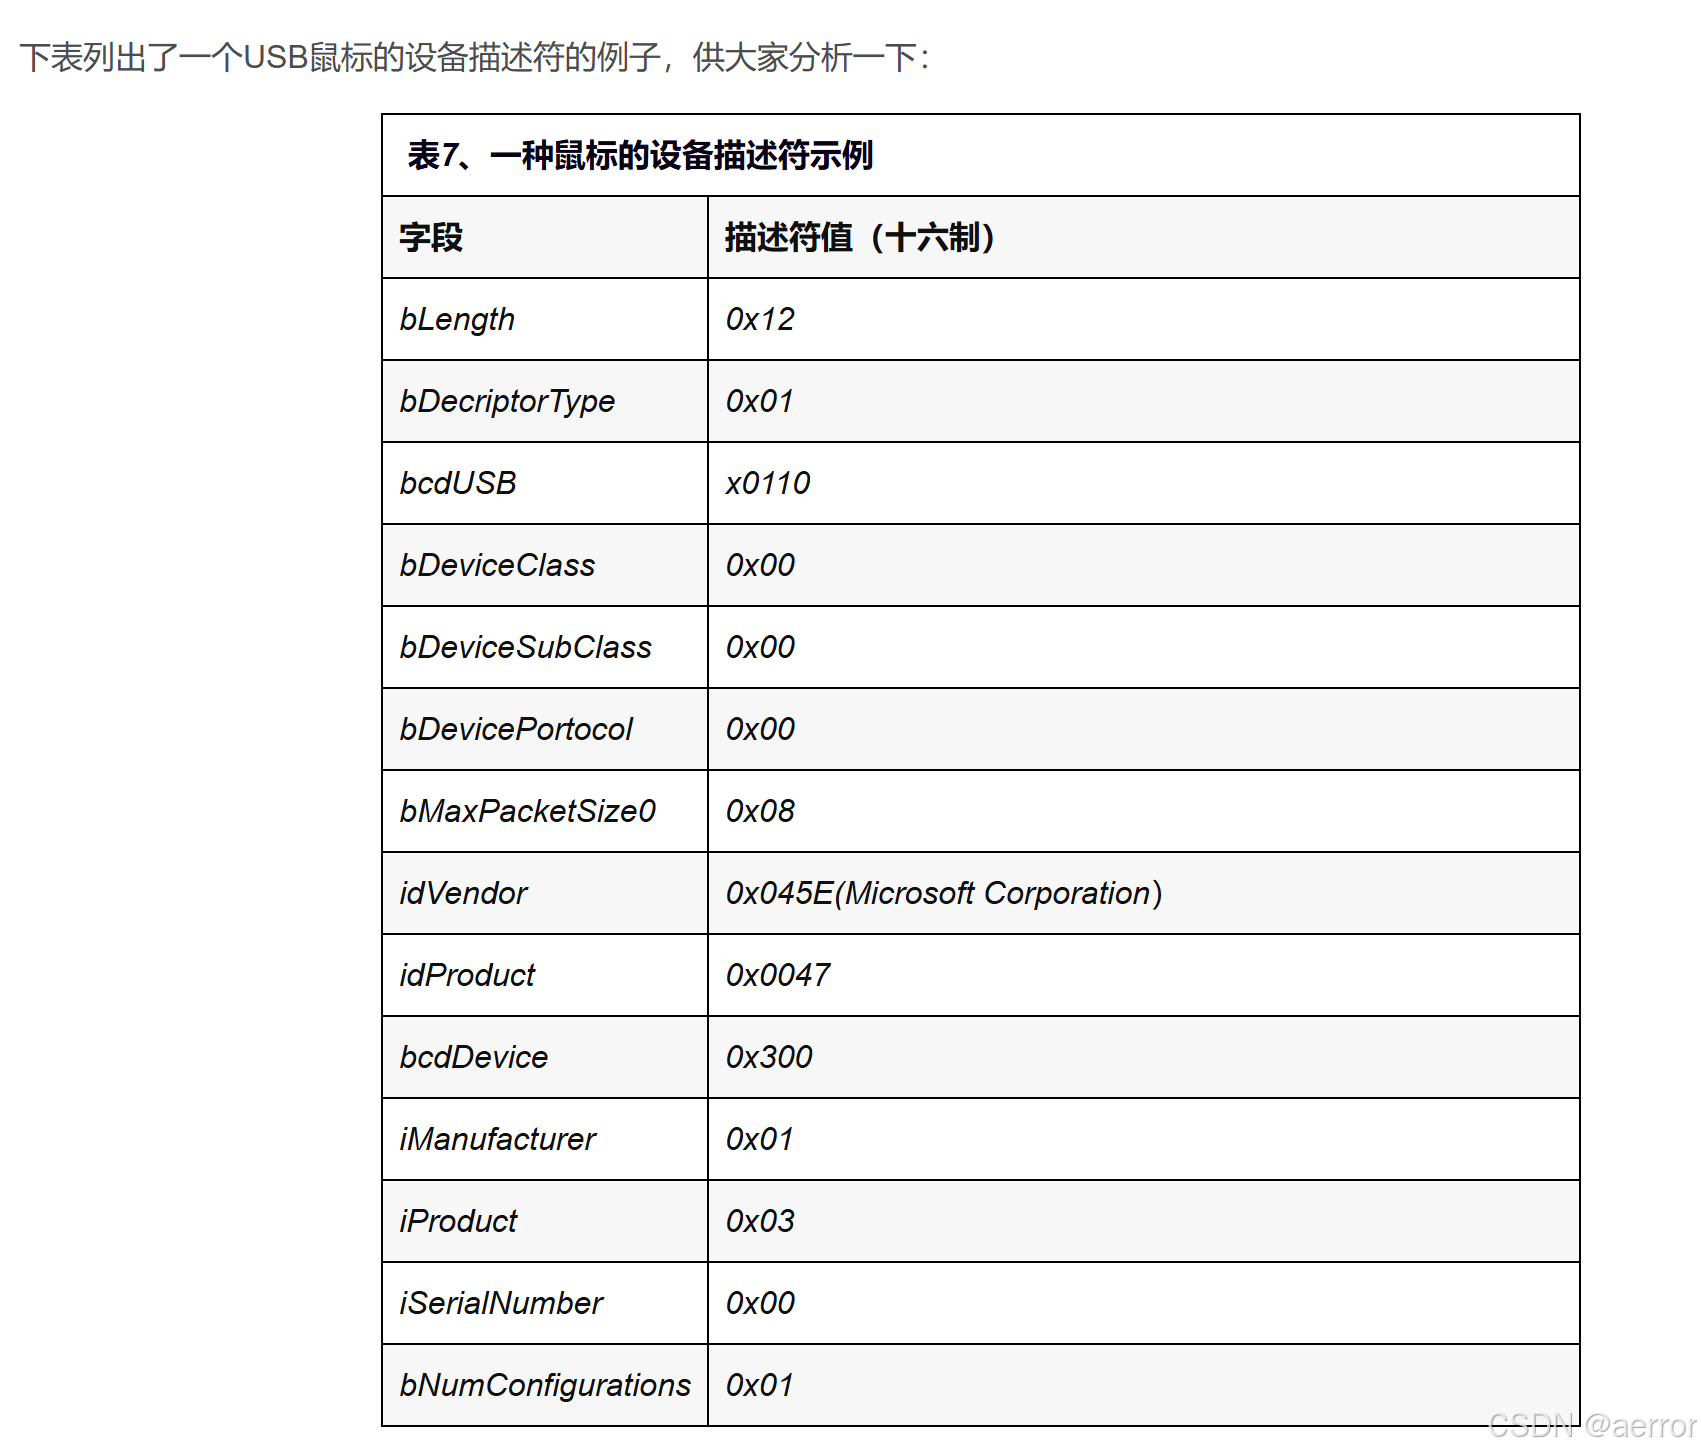 下表列出了一个USB鼠标的设备描述符的例子，供大家分析一下：
表7、一种鼠标的设备描述符示例
字段 描述符值（十六制）
bLength 0x12
bDecriptorType 0x01
bcdUSB x0110
bDeviceClass 0x00
bDeviceSubClass 0x00
bDevicePortocol 0x00
bMaxPacketSize0 0x08
idVendor 0x045E(Microsoft Corporation）
idProduct 0x0047
bcdDevice 0x300
iManufacturer 0x01
iProduct 0x03
iSerialNumber 0x00
bNumConfigurations 0x01
CSDN @aerror